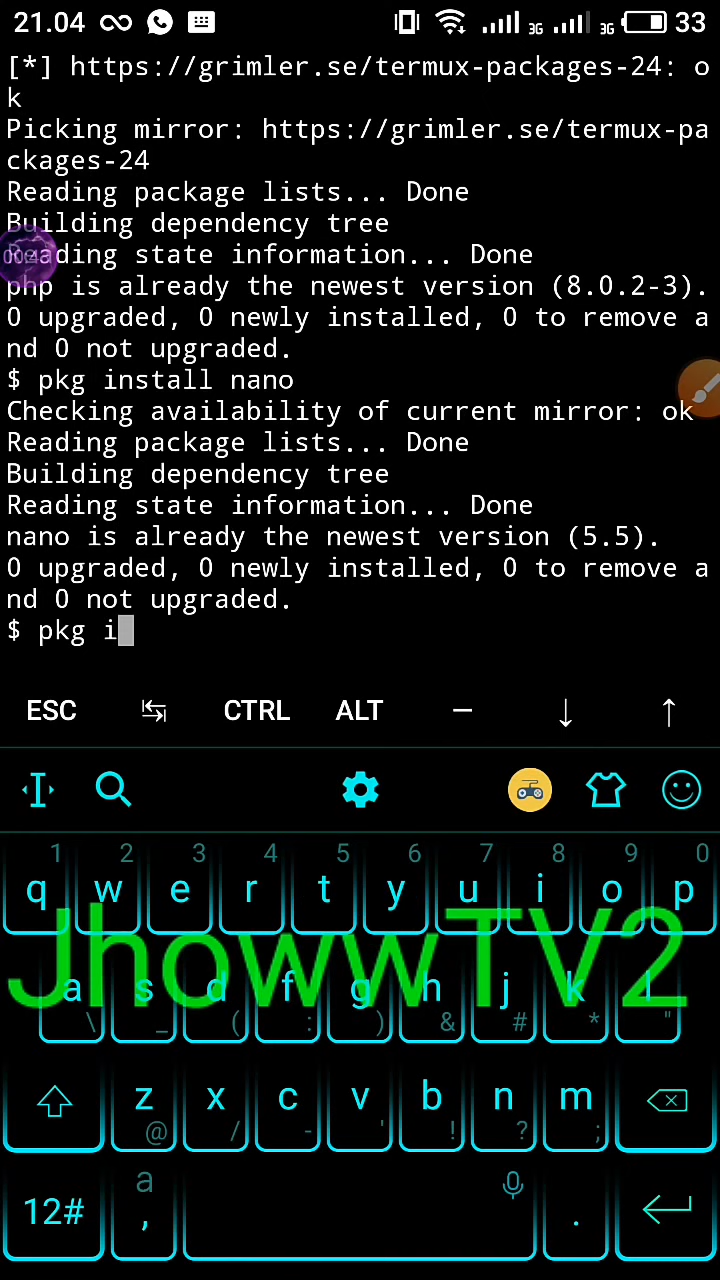 21.04 3G 3G 33
[*] https://grimler.se/termux-packages-24: o
k
Picking mirror: https://grimler.se/termux-pa
ckages-24
Reading package lists... Done
Building dependency tree
Reading state information... Done
php is already the newest version (8.0.2-3).
0 upgraded, 0 newly installed, 0 to remove a
nd 0 not upgraded.
$ pkg install nano
Checking availability of current mirror: ok
Reading package lists... Done
Building dependency tree
Reading state information... Done
nano is already the newest version (5.5).
0 upgraded, 0 newly installed, 0 to remove a
nd 0 not upgraded.
$ pkg i
ESC ↹ CTRL ALT — ↓ ↑
1 2 3 4 5 6 7 8 9 0
q w e r t y u i o p
JhowwTV2
a s d f g h j k l
\ _ ( : ) & # * "
z x c v b n m
@ / - ' ! ? ;
a
12# , .